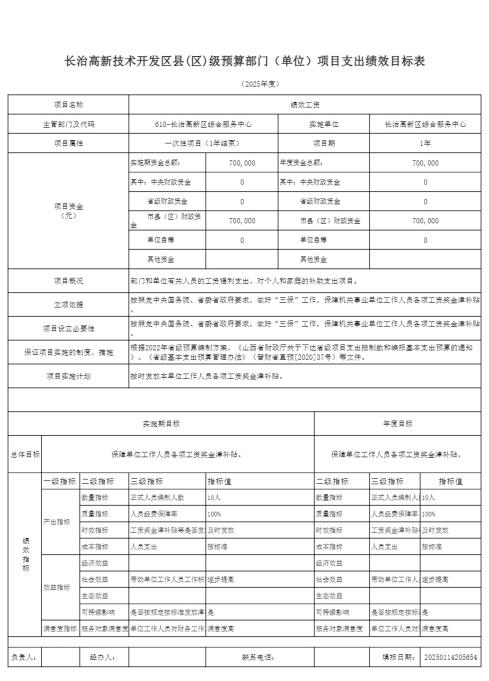 长治高新技术开发区县(区)级预算部门（单位）项目支出绩效目标表
（2025年度）
项目名称 绩效工资
主管部门及代码 610-长治高新区综合服务中心 实施单位 长治高新区综合服务中心
项目属性 一次性项目（1年结束） 项目期 1年
项目资金
（元）
实施期资金总额： 700,000 年度资金总额： 700,000
其中：中央财政资金 0 其中：中央财政资金 0
省级财政资金 0 省级财政资金 0
市县（区）财政资金 700,000 市县（区）财政资金 700,000
单位自筹 0 单位自筹 0
其他资金 其他资金
项目概况 部门和单位有关人员的工资福利支出、对个人和家庭的补助支出项目。
立项依据 按照党中央国务院、省委省政府要求，做好“三保”工作，保障机关事业单位工作人员各项工资奖金津补贴。
项目设立必要性 按照党中央国务院、省委省政府要求，做好“三保”工作，保障机关事业单位工作人员各项工资奖金津补贴。
保证项目实施的制度、措施 根据2022年省级预算编制方案、《山西省财政厅关于下达省级项目支出控制数和编报基本支出预算的通知
》、《省级基本支出预算管理办法》（晋财省直预[2020]37号）等文件。
项目实施计划 按时发放本单位工作人员各项工资奖金津补贴。
实施期目标 年度目标
总体目标 保障单位工作人员各项工资奖金津补贴。 保障单位工作人员各项工资奖金津补贴。
绩效指标
一级指标 二级指标 三级指标 指标值 二级指标 三级指标 指标值
产出指标
数量指标 正式人员编制人数 10人 数量指标 正式人员编制人 10人
质量指标 人员经费保障率 100% 质量指标 人员经费保障率 100%
时效指标 工资奖金津补贴等是否发 及时发放 时效指标 工资奖金津补贴 及时发放
成本指标 人员支出 按标准 成本指标 人员支出 按标准
效益指标
经济效益 经济效益
社会效益 带动单位工作人员工作积 逐步提高 社会效益 带动单位工作人 逐步提高
生态效益 生态效益
可持续影响 是否按规定标准发放津 是 可持续影响 是否按规定按标 是
满意度指标 服务对象满意度 单位工作人员对财务工作 满意度高 服务对象满意度 单位工作人员对 满意度高
负责人： 经办人： 联系电话： 填报日期： 20250114205654